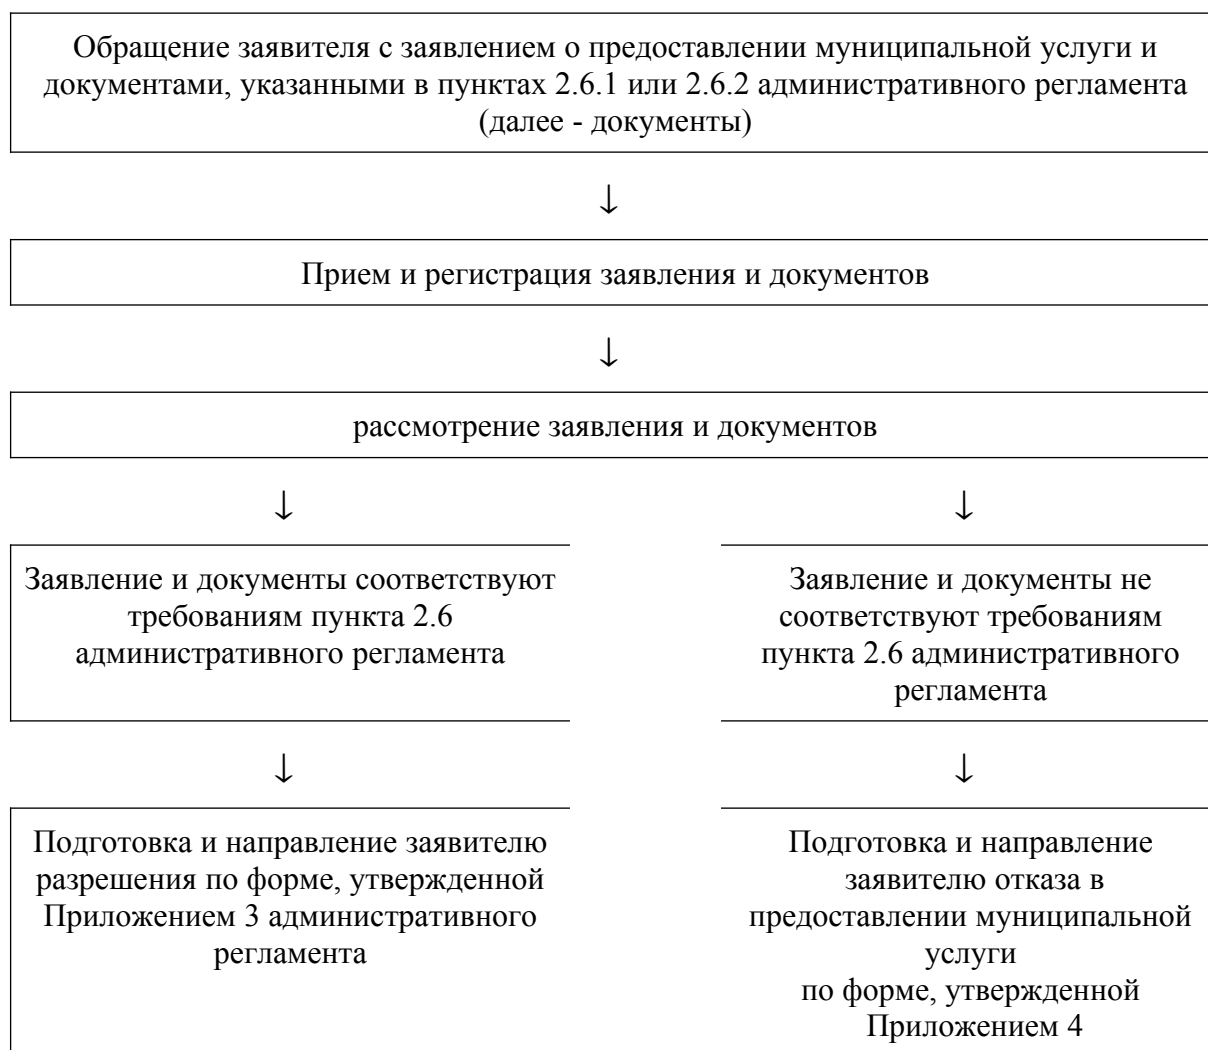 Обращение заявителя с заявлением о предоставлении муниципальной услуги и
документами, указанными в пунктах 2.6.1 или 2.6.2 административного регламента
(далее - документы)
↓
Прием и регистрация заявления и документов
↓
рассмотрение заявления и документов
↓ ↓
Заявление и документы соответствуют
требованиям пункта 2.6
административного регламента
Заявление и документы не
соответствуют требованиям
пункта 2.6 административного
регламента
↓ ↓
Подготовка и направление заявителю
разрешения по форме, утвержденной
Приложением 3 административного
регламента
Подготовка и направление
заявителю отказа в
предоставлении муниципальной
услуги
по форме, утвержденной
Приложением 4